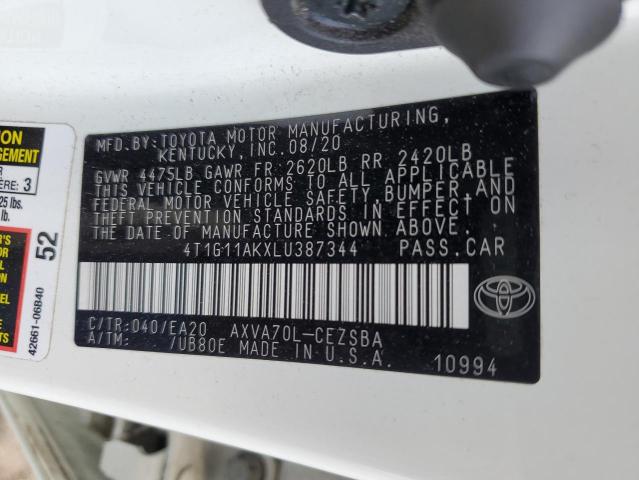 MFD. BY: TOYOTA MOTOR MANUFACTURING,
KENTUCKY, INC. 08/20
GVWR 4475LB GAWR FR 2620LB RR 2420LB
THIS VEHICLE CONFORMS TO ALL APPLICABLE
FEDERAL MOTOR VEHICLE SAFETY, BUMPER AND
THEFT PREVENTION STANDARDS IN EFFECT ON
THE DATE OF MANUFACTURE SHOWN ABOVE.
4T1G11AKXLU387344 PASS.CAR
C/TR:040/EA20 AXVA70L-CEZSBA
A/TM: /UB80E MADE IN U.S.A.
10994
52
42661-06B40